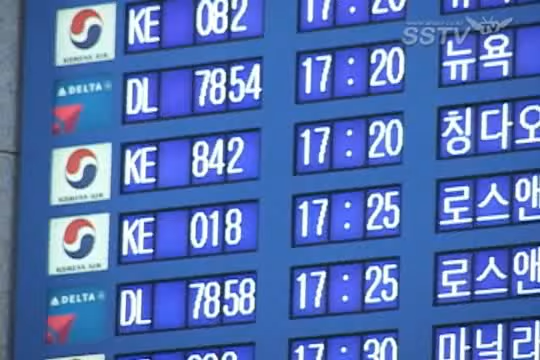 KE 082 17:20
SSTV
DELTA DL 7854 17:20 뉴욕
KOREAN AIR KE 842 17:20 칭다오
KOREAN AIR KE 018 17:25 로스앤
DELTA DL 7858 17:25 로스앤
17:30 마닐라